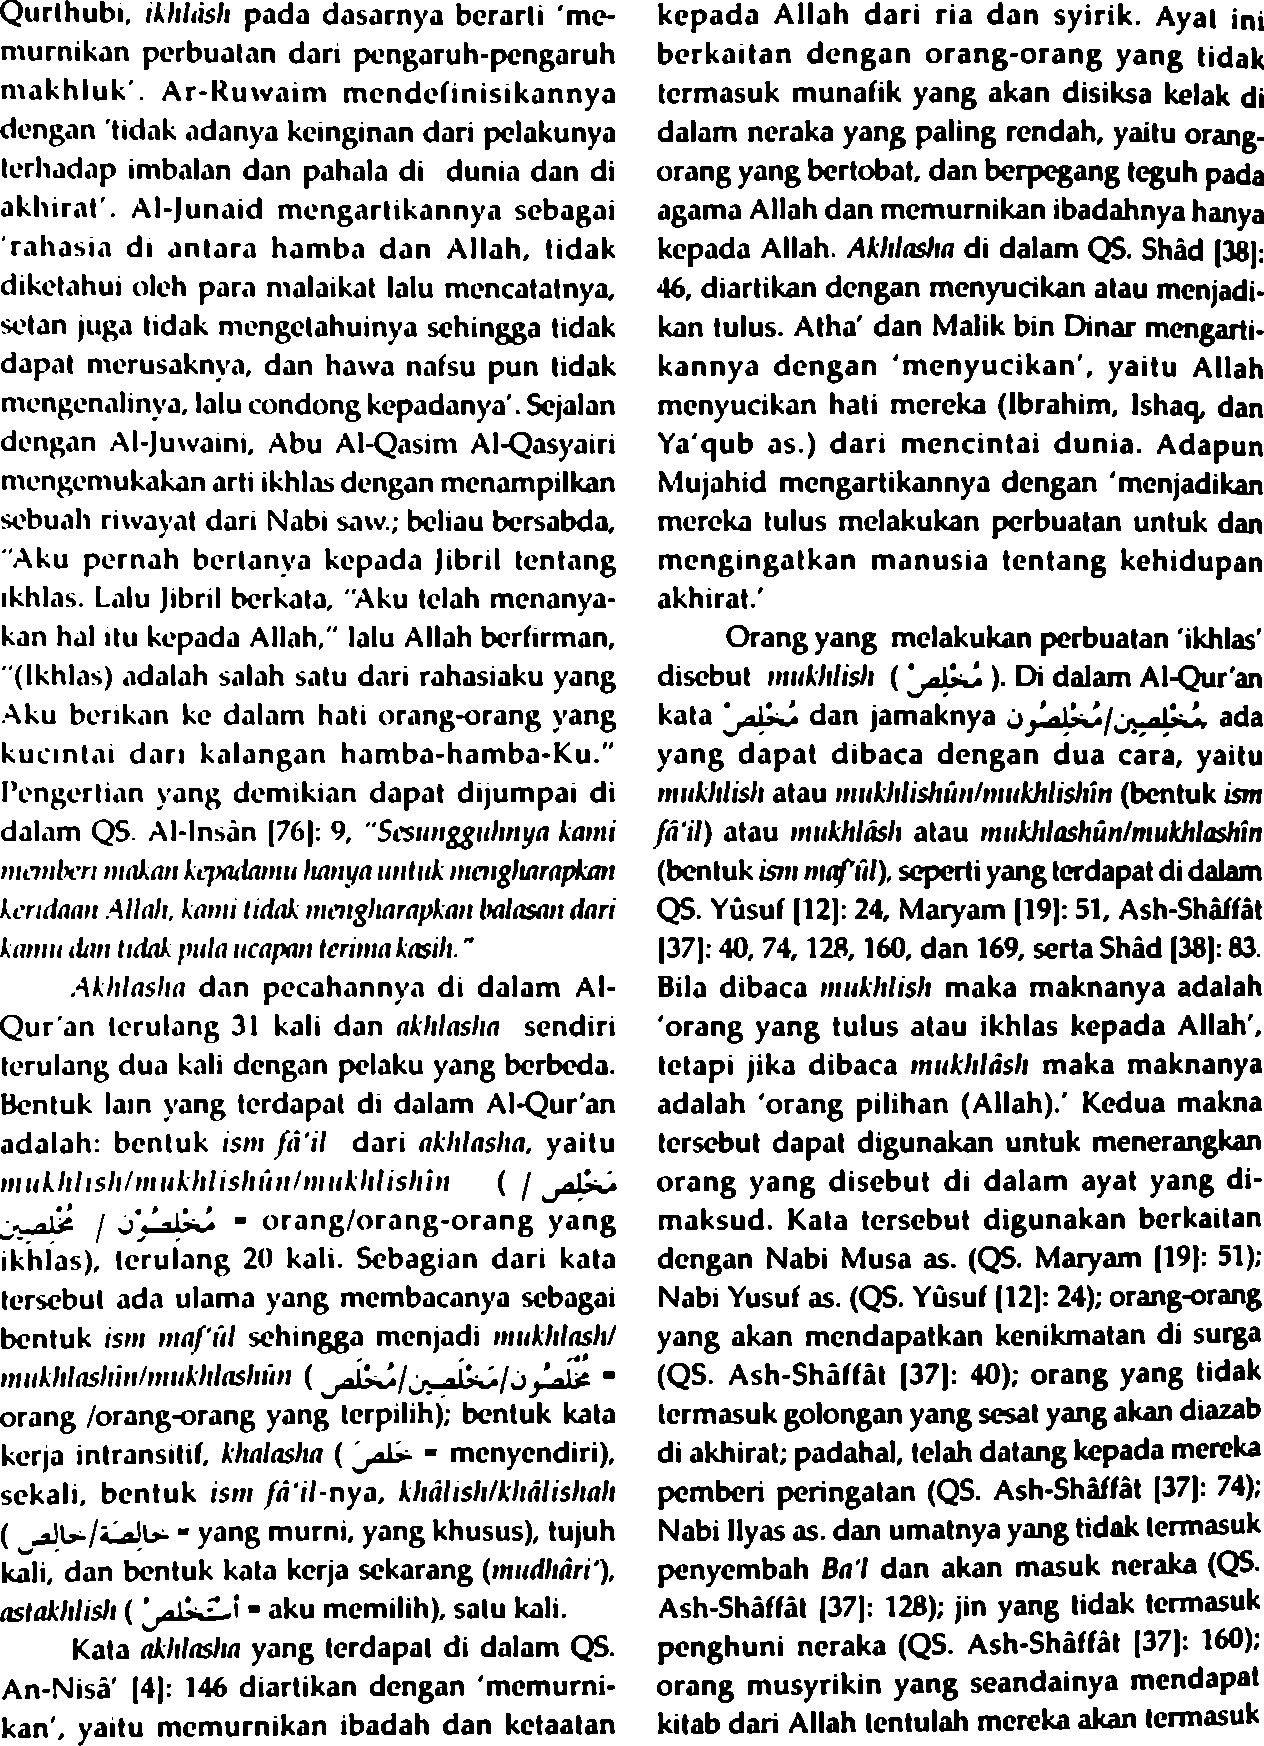 Qurthubi, ikhlâsh pada dasarnya berarti 'me-
murnikan perbuatan dari pengaruh-pengaruh
makhluk'. Ar-Ruwaim mendefinisikannya
dengan 'tidak adanya keinginan dari pelakunya
terhadap imbalan dan pahala di dunia dan di
akhirat'. Al-Junaid mengartikannya sebagai
'rahasia di antara hamba dan Allah, tidak
diketahui oleh para malaikat lalu mencatatnya,
setan juga tidak mengetahuinya sehingga tidak
dapat merusaknya, dan hawa nafsu pun tidak
mengenalinya, lalu condong kepadanya'. Sejalan
dengan Al-Juwaini, Abu Al-Qasim Al-Qasyairi
mengemukakan arti ikhlas dengan menampilkan
sebuah riwayat dari Nabi saw.; beliau bersabda,
"Aku pernah bertanya kepada Jibril tentang
ikhlas. Lalu Jibril berkata, "Aku telah menanya-
kan hal itu kepada Allah," lalu Allah berfirman,
"(Ikhlas) adalah salah satu dari rahasiaku yang
Aku berikan ke dalam hati orang-orang yang
kucintai dari kalangan hamba-hamba-Ku."
Pengertian yang demikian dapat dijumpai di
dalam QS. Al-Insân [76]: 9, "Sesungguhnya kami
memberi makan kepadamu hanya untuk mengharapkan
keridaan Allah, kami tidak mengharapkan balasan dari
kamu dan tidak pula ucapan terima kasih."
Akhlasha dan pecahannya di dalam Al-
Qur'an terulang 31 kali dan akhlasha sendiri
terulang dua kali dengan pelaku yang berbeda.
Bentuk lain yang terdapat di dalam Al-Qur'an
adalah: bentuk ism fâ'il dari akhlasha, yaitu
mukhlish/mukhlishûn/mukhlishîn ( / مُخْلِص
مُخْلِصُوْن / مُخْلِصِين = orang/orang-orang yang
ikhlas), terulang 20 kali. Sebagian dari kata
tersebut ada ulama yang membacanya sebagai
bentuk ism maf'ûl sehingga menjadi mukhlash/
mukhlashîn/mukhlashûn ( مُخْلَص/مُخْلَصِين/مُخْلَصُون =
orang /orang-orang yang terpilih); bentuk kata
kerja intransitif, khalasha ( خَلَصَ = menyendiri),
sekali, bentuk ism fâ'il-nya, khâlish/khâlishah
( خَالِصَة/خَالِص = yang murni, yang khusus), tujuh
kali, dan bentuk kata kerja sekarang (mudhâri'),
astakhlish ( أَسْتَخْلِصُ = aku memilih), satu kali.
Kata akhlasha yang terdapat di dalam QS.
An-Nisâ' [4]: 146 diartikan dengan 'memurni-
kan', yaitu memurnikan ibadah dan ketaatan
kepada Allah dari ria dan syirik. Ayat ini
berkaitan dengan orang-orang yang tidak
termasuk munafik yang akan disiksa kelak di
dalam neraka yang paling rendah, yaitu orang-
orang yang bertobat, dan berpegang teguh pada
agama Allah dan memurnikan ibadahnya hanya
kepada Allah. Akhlasha di dalam QS. Shâd [38]:
46, diartikan dengan menyucikan atau menjadi-
kan tulus. Atha' dan Malik bin Dinar mengarti-
kannya dengan 'menyucikan', yaitu Allah
menyucikan hati mereka (Ibrahim, Ishaq, dan
Ya'qub as.) dari mencintai dunia. Adapun
Mujahid mengartikannya dengan 'menjadikan
mereka tulus melakukan perbuatan untuk dan
mengingatkan manusia tentang kehidupan
akhirat.'
Orang yang melakukan perbuatan 'ikhlas'
disebut mukhlish ( مُخْلِصٌ ). Di dalam Al-Qur'an
kata مُخْلِصٌ dan jamaknya مُخْلِصِين/مُخْلِصُون ada
yang dapat dibaca dengan dua cara, yaitu
mukhlish atau mukhlishûn/mukhlishîn (bentuk ism
fâ'il) atau mukhlâsh atau mukhlashûn/mukhlashîn
(bentuk ism maf'ûl), seperti yang terdapat di dalam
QS. Yûsuf [12]: 24, Maryam [19]: 51, Ash-Shâffât
[37]: 40, 74, 128, 160, dan 169, serta Shâd [38]: 83.
Bila dibaca mukhlish maka maknanya adalah
'orang yang tulus atau ikhlas kepada Allah',
tetapi jika dibaca mukhlâsh maka maknanya
adalah 'orang pilihan (Allah).' Kedua makna
tersebut dapat digunakan untuk menerangkan
orang yang disebut di dalam ayat yang di-
maksud. Kata tersebut digunakan berkaitan
dengan Nabi Musa as. (QS. Maryam [19]: 51);
Nabi Yusuf as. (QS. Yûsuf [12]: 24); orang-orang
yang akan mendapatkan kenikmatan di surga
(QS. Ash-Shâffât [37]: 40); orang yang tidak
termasuk golongan yang sesat yang akan diazab
di akhirat; padahal, telah datang kepada mereka
pemberi peringatan (QS. Ash-Shâffât [37]: 74);
Nabi Ilyas as. dan umatnya yang tidak termasuk
penyembah Ba'l dan akan masuk neraka (QS.
Ash-Shâffât [37]: 128); jin yang tidak termasuk
penghuni neraka (QS. Ash-Shâffât [37]: 160);
orang musyrikin yang seandainya mendapat
kitab dari Allah tentulah mereka akan termasuk